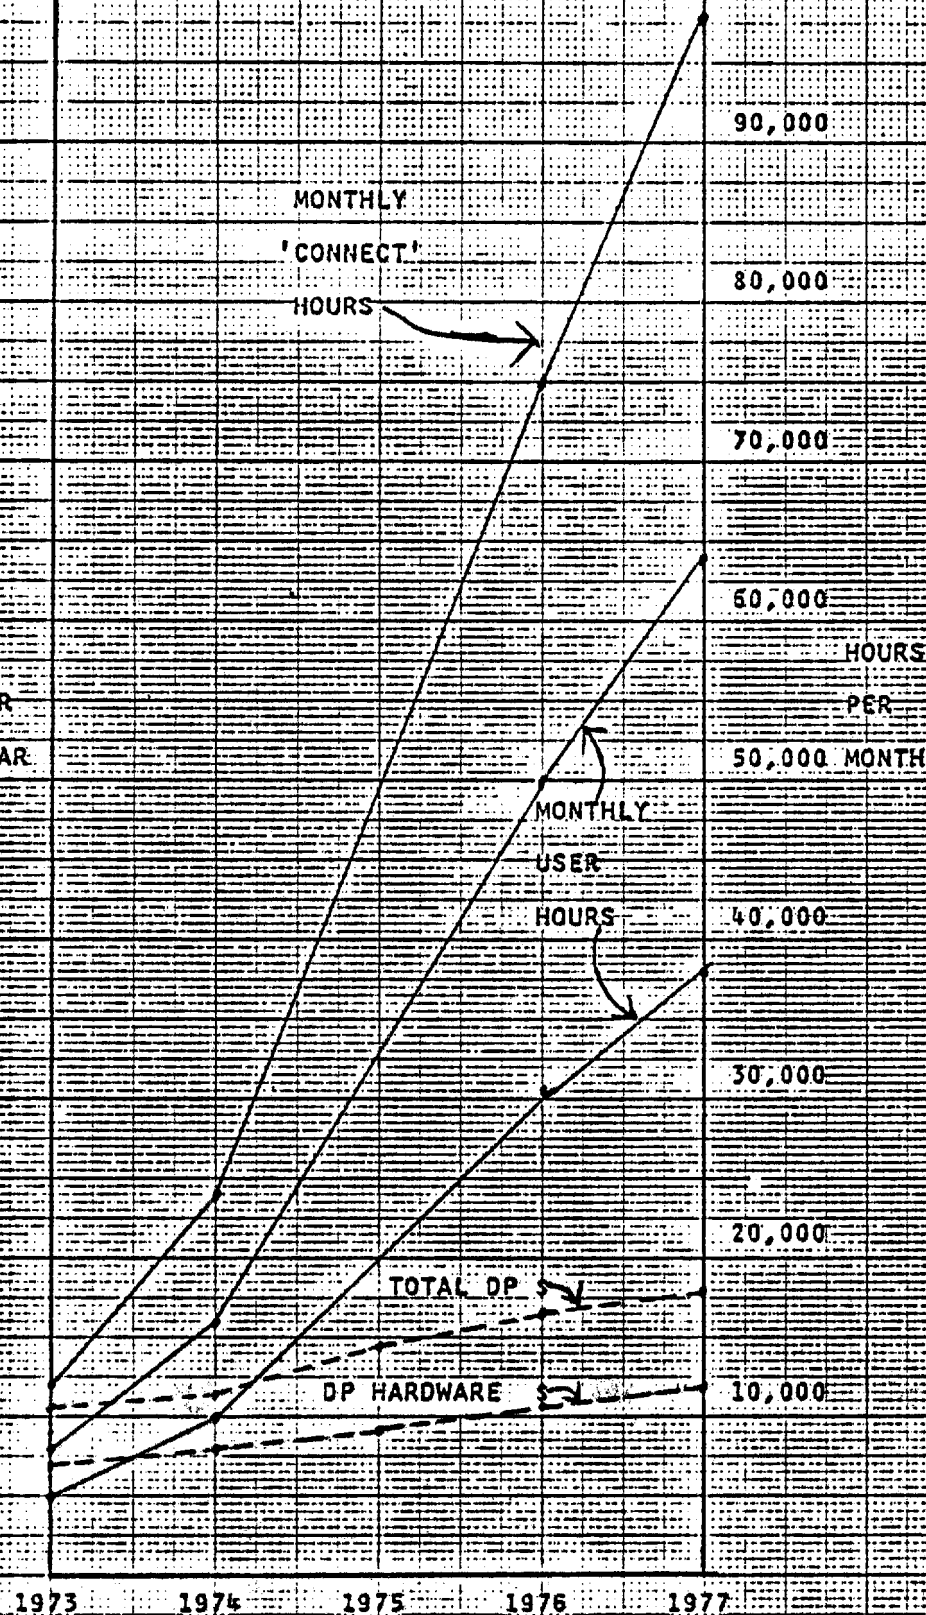 90,000
MONTHLY
'CONNECT'
HOURS
80,000
70,000
60,000
HOURS
R
PER
AR
50,000 MONTH
MONTHLY
USER
HOURS
40,000
30,000
20,000
TOTAL DP $
DP HARDWARE $
10,000
1973 1974 1975 1976 1977